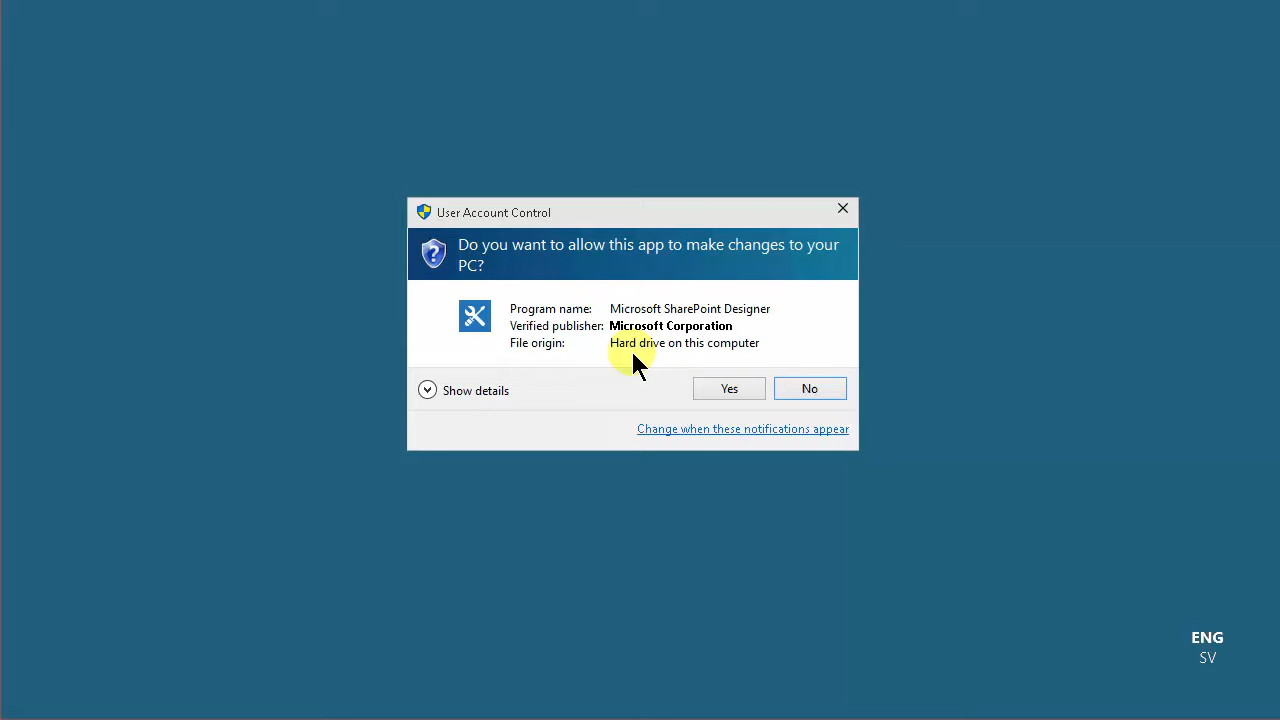 User Account Control
Do you want to allow this app to make changes to your
PC?
Program name: Microsoft SharePoint Designer
Verified publisher: Microsoft Corporation
File origin: Hard drive on this computer
Show details
Yes
No
Change when these notifications appear
ENG
SV